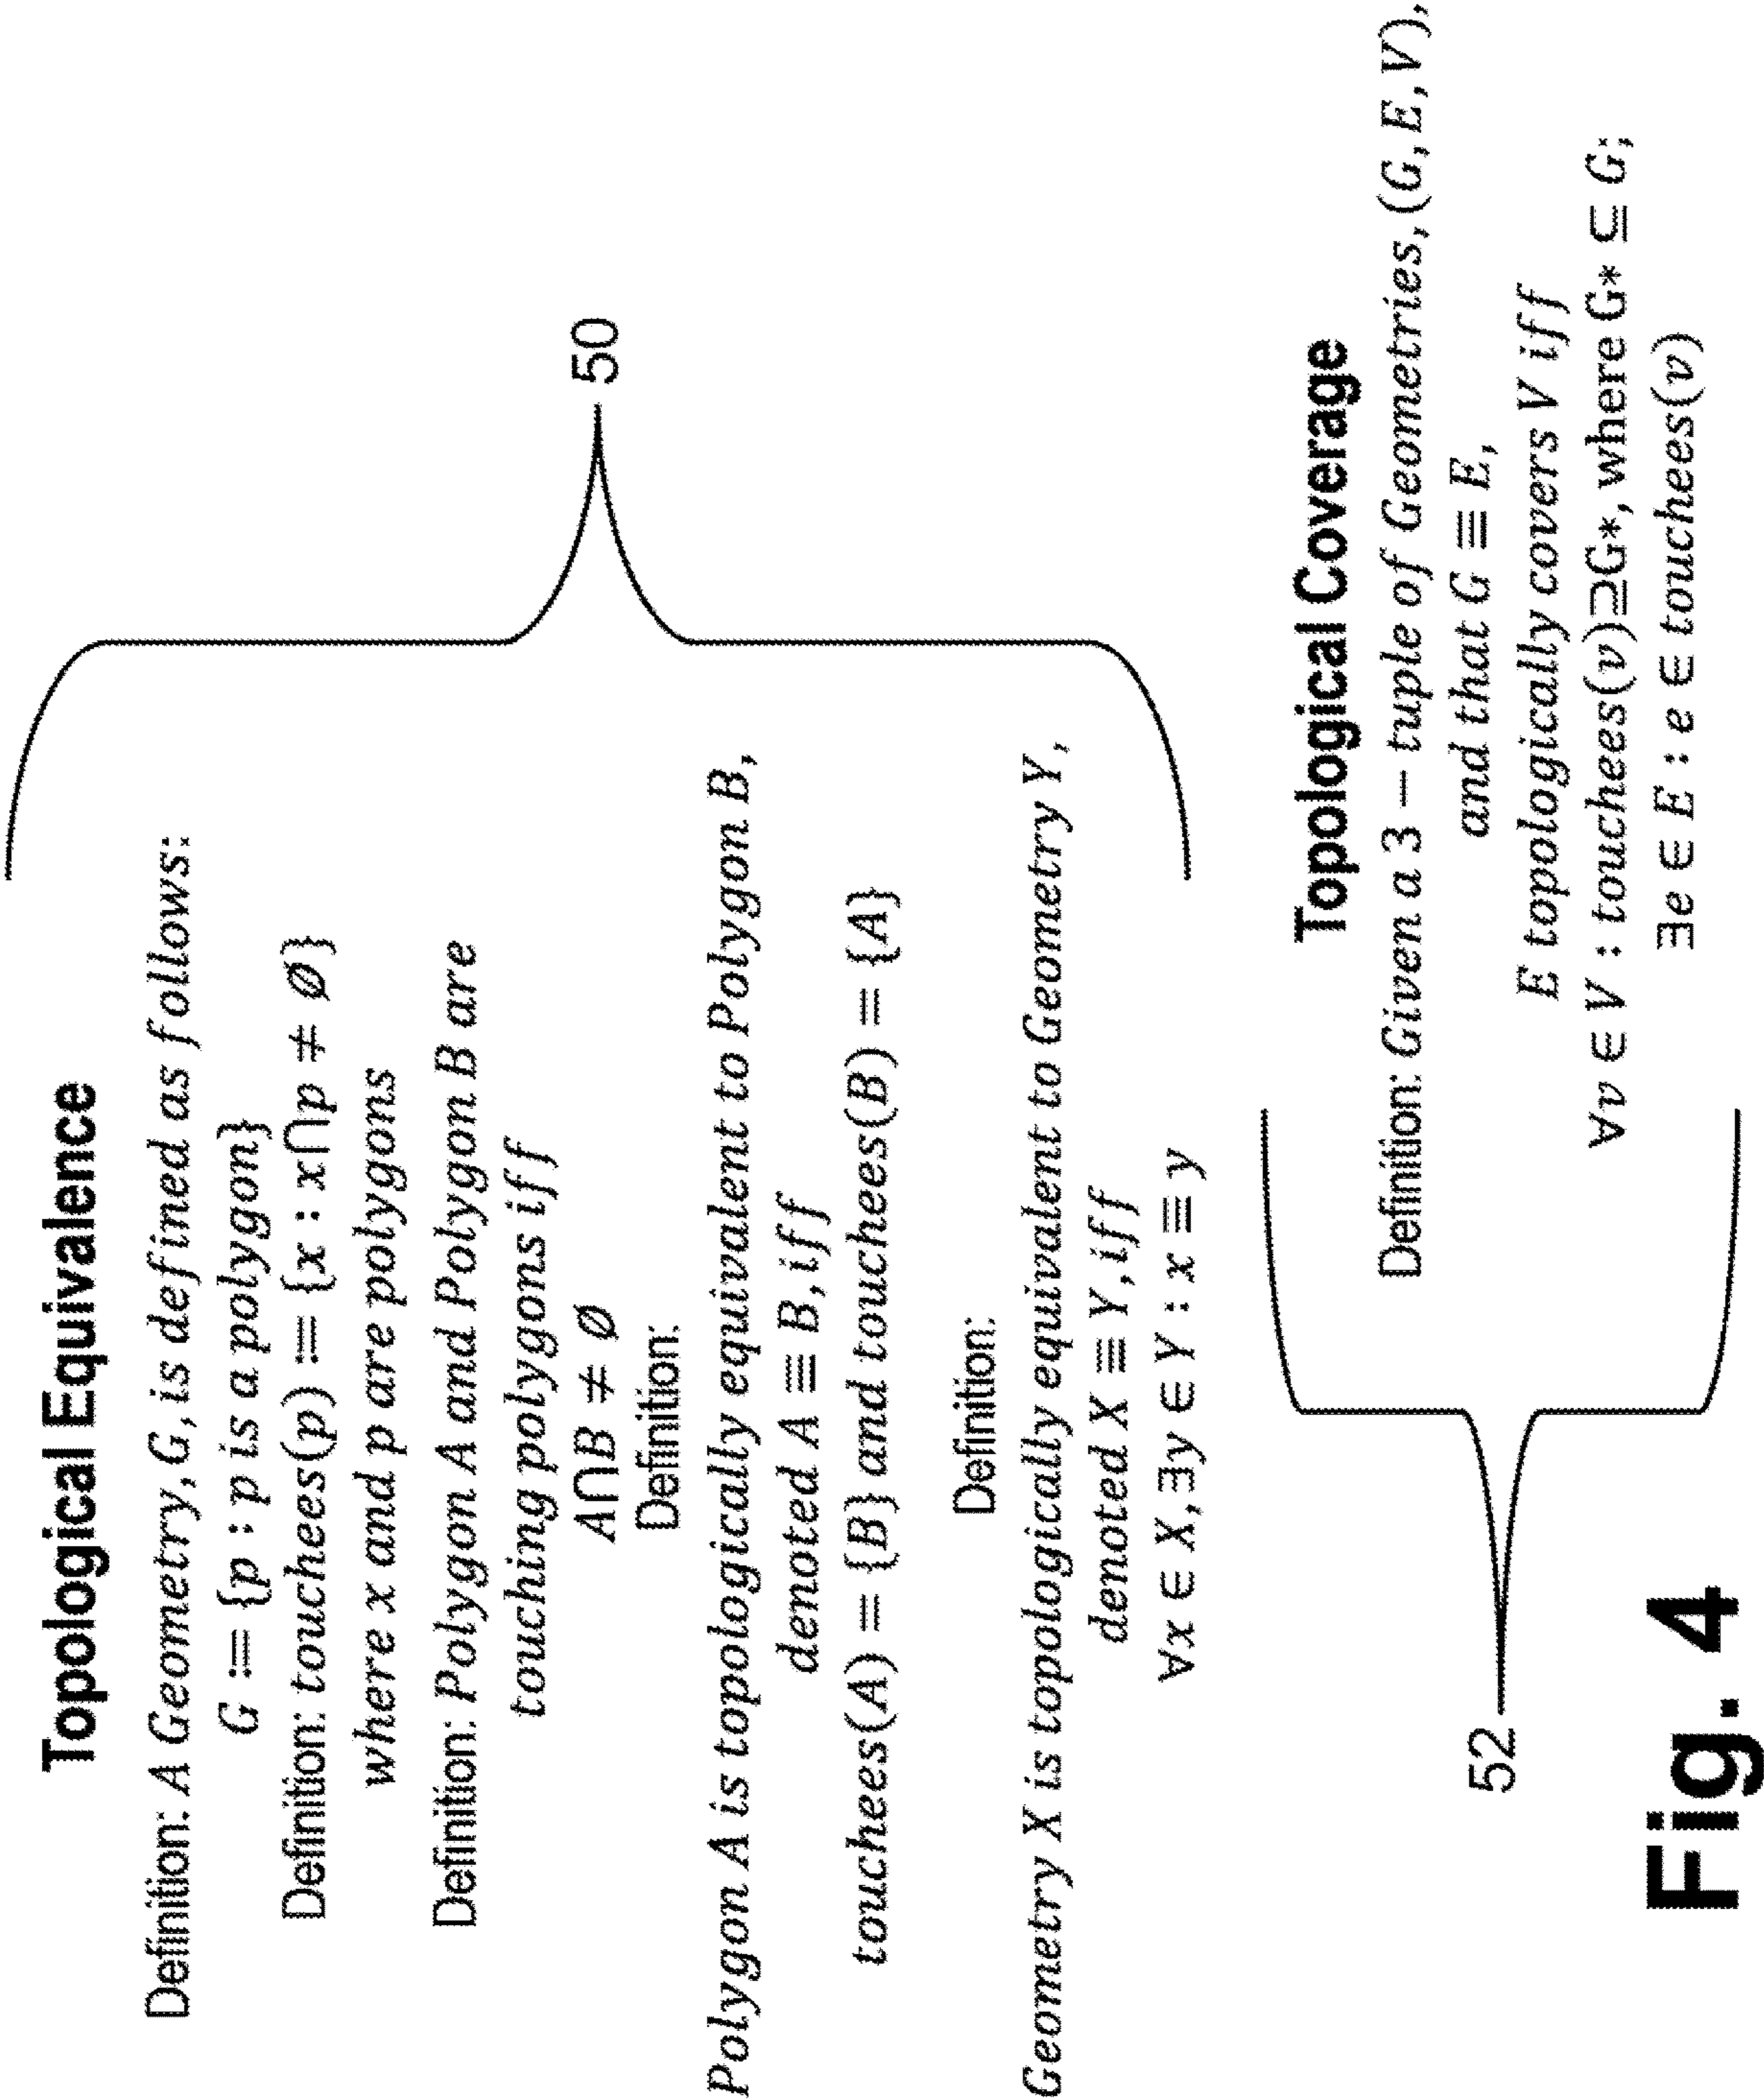 Topological Equivalence
Definition: A Geometry, G, is defined as follows:
G := {p : p is a polygon}
Definition: touchees(p) := {x : x⋂p ≠ ∅}
where x and p are polygons
Definition: Polygon A and Polygon B are
touching polygons iff
A⋂B ≠ ∅
Definition:
Polygon A is topologically equivalent to Polygon B,
denoted A ≡ B, iff
touchees(A) = {B} and touchees(B) = {A}
Definition:
Geometry X is topologically equivalent to Geometry Y,
denoted X ≡ Y, iff
∀x ∈ X, ∃y ∈ Y : x ≡ y
50
Topological Coverage
Definition: Given a 3 − tuple of Geometries, (G, E, V),
and that G ≡ E,
E topologically covers V iff
∀v ∈ V : touchees(v)⊇G*, where G* ⊆ G;
∃e ∈ E : e ∈ touchees(v)
52
Fig. 4